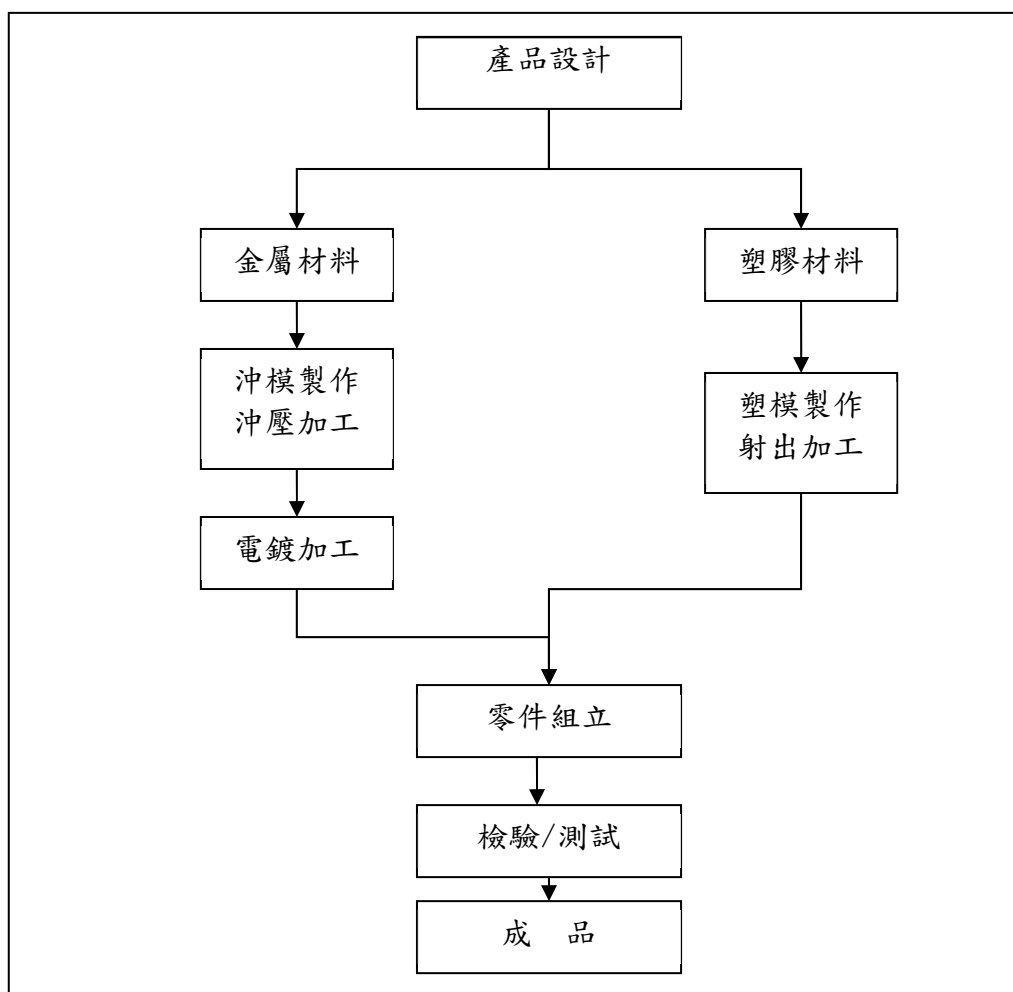 產品設計
金屬材料
塑膠材料
沖模製作
沖壓加工
塑模製作
射出加工
電鍍加工
零件組立
檢驗/測試
成 品